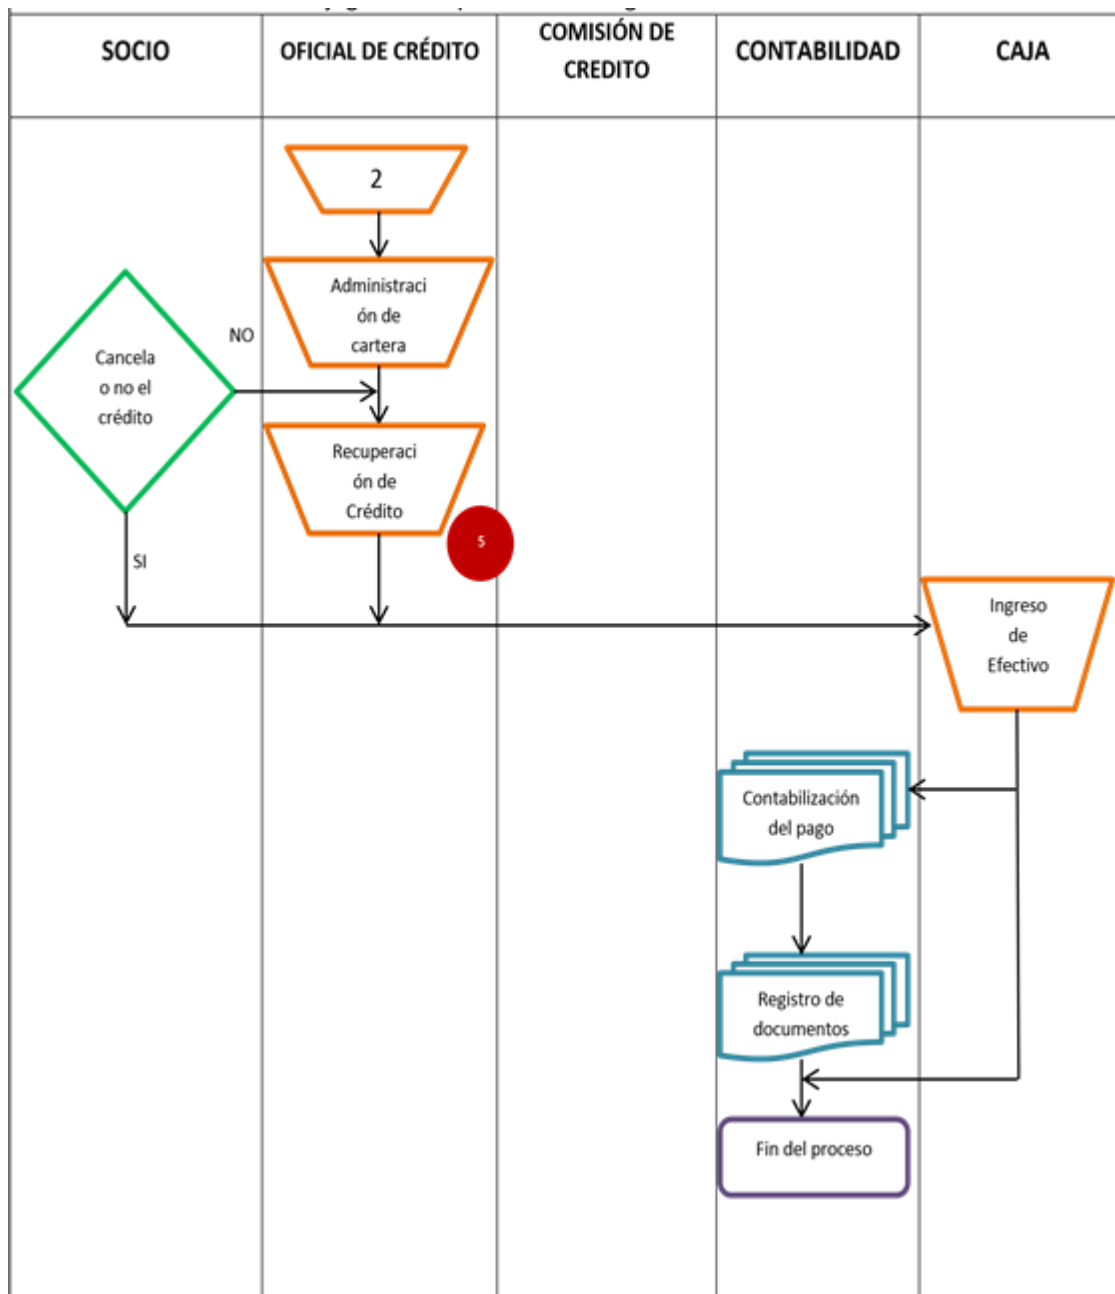 SOCIO
OFICIAL DE CRÉDITO
COMISIÓN DE
CREDITO
CONTABILIDAD
CAJA
2
Administraci
ón de
cartera
NO
Cancela
o no el
crédito
Recuperaci
ón de
Crédito
5
SI
Ingreso
de
Efectivo
Contabilización
del pago
Registro de
documentos
Fin del proceso